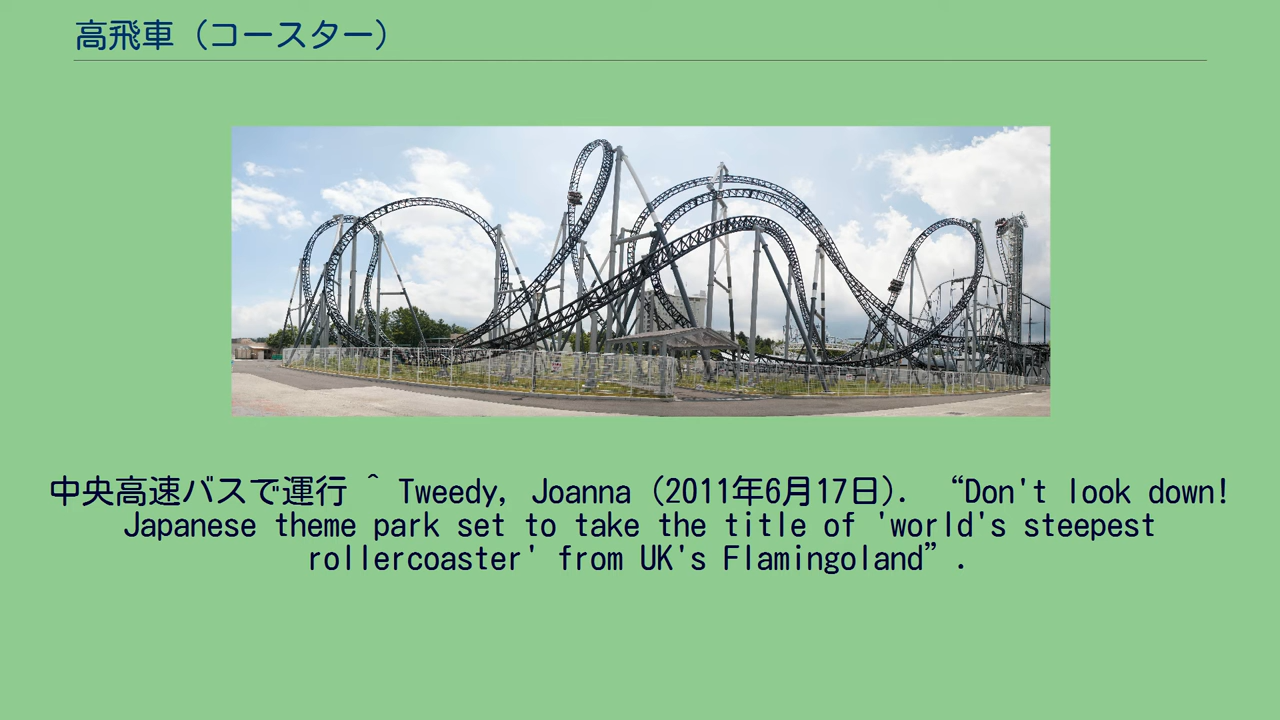 高飛車（コースター）
中央高速バスで運行 ^ Tweedy, Joanna (2011年6月17日). “Don't look down!
Japanese theme park set to take the title of 'world's steepest
rollercoaster' from UK's Flamingoland”.